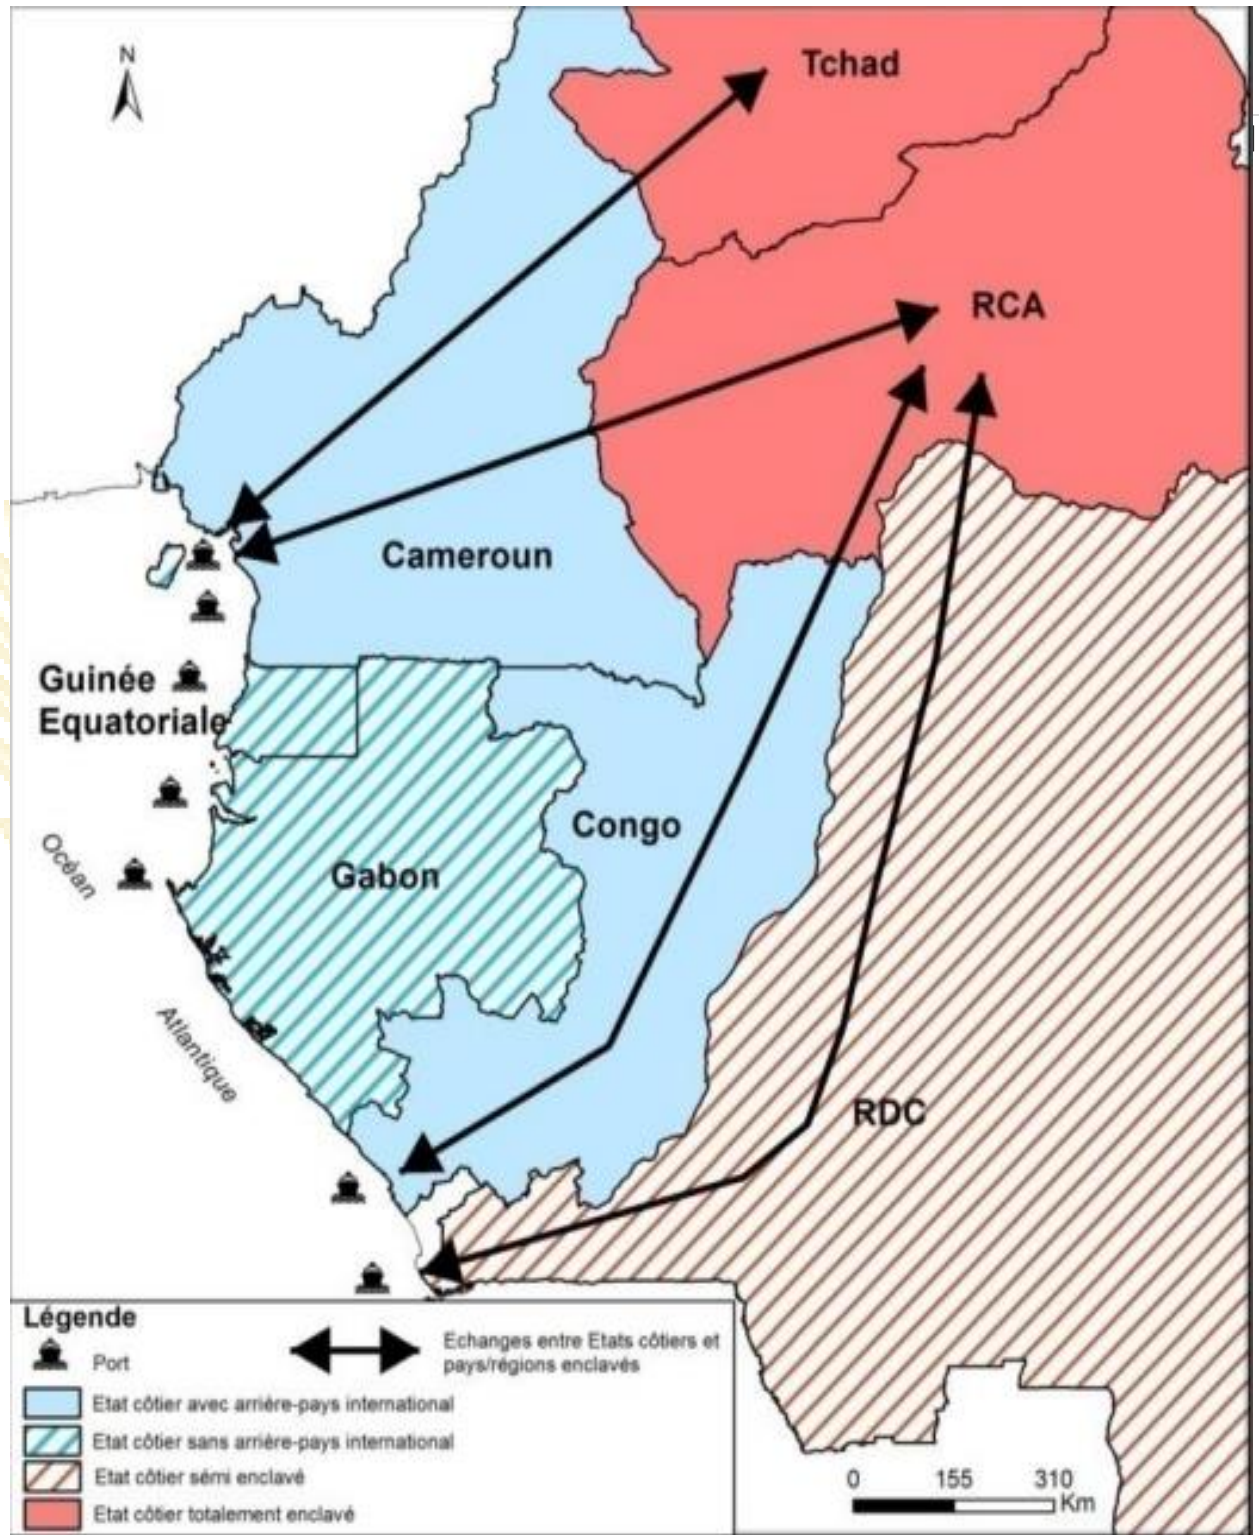 N
Tchad
RCA
Cameroun
Guinée
Equatoriale
Congo
Océan
Gabon
Atlantique
RDC
Légende
Port
Echanges entre Etats côtiers et
pays/régions enclavés
Etat côtier avec arrière-pays international
Etat côtier sans arrière-pays international
Etat côtier sémi enclavé
Etat côtier totalement enclavé
0 155 310
Km